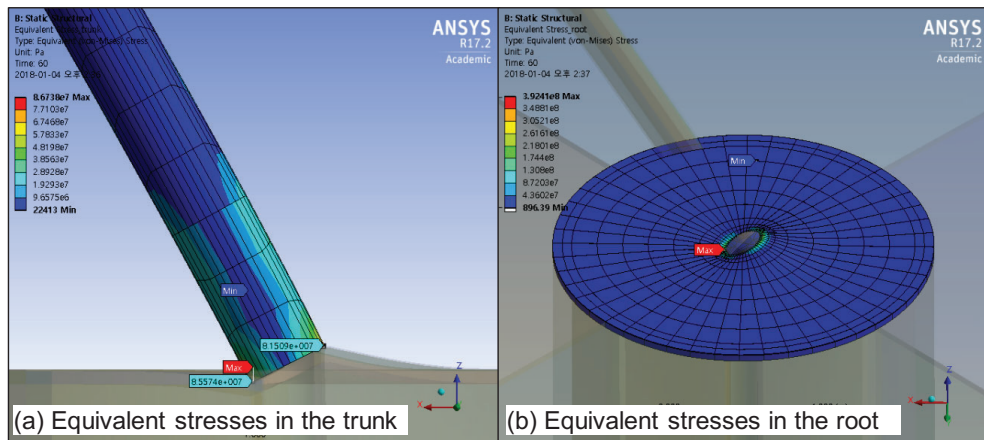 B: Static Structural
Equivalent Stress_trunk
Type: Equivalent (von-Mises) Stress
Unit: Pa
Time: 60
2018-01-04 오후
8.6738e7 Max
7.7103e7
6.7468e7
5.7833e7
4.8198e7
3.8563e7
2.8928e7
1.9293e7
9.6575e6
22413 Min
ANSYS
R17.2
Academic
Min
8.1509e+007
Max
8.5574e+007
Z
X
(a) Equivalent stresses in the trunk
B: Static Structural
Equivalent Stress_root
Type: Equivalent (von-Mises) Stress
Unit: Pa
Time: 60
2018-01-04 오후 2:37
3.9241e8 Max
3.4881e8
3.0521e8
2.6161e8
2.1801e8
1.744e8
1.308e8
8.7203e7
4.3602e7
896.39 Min
ANSYS
R17.2
Academic
Min
Max
Z
X
(b) Equivalent stresses in the root